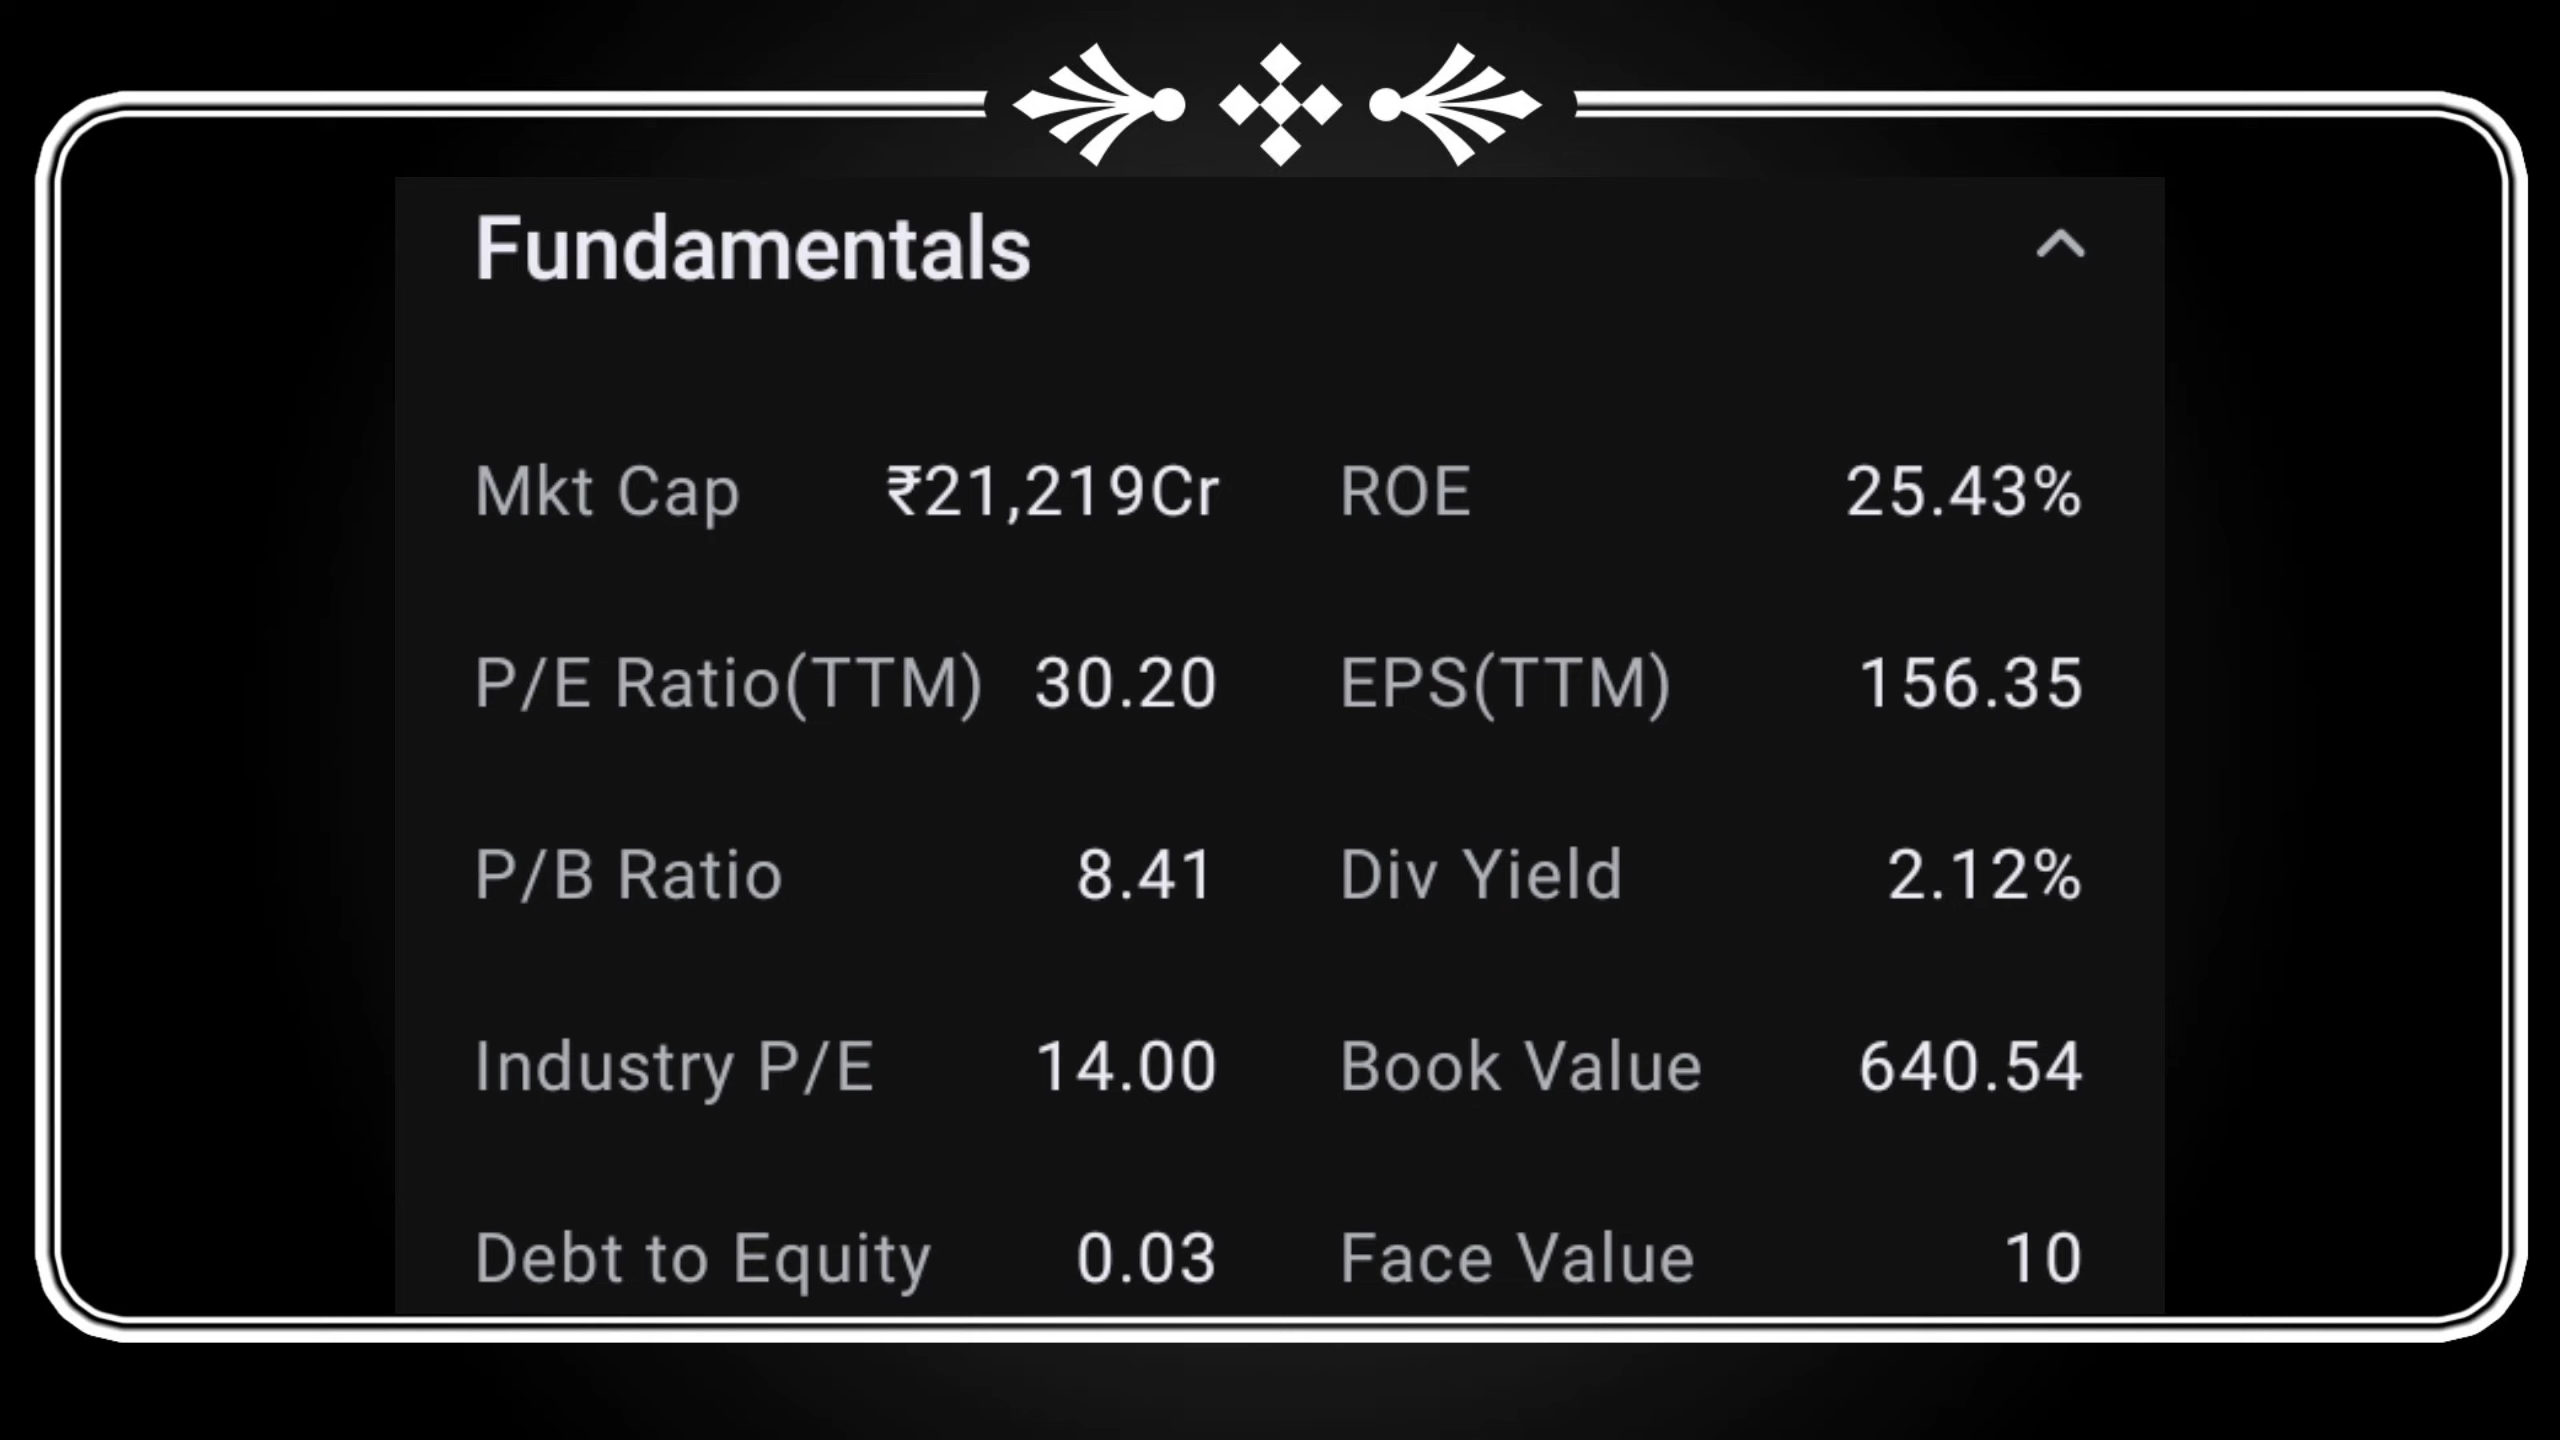 Fundamentals
Mkt Cap ₹21,219Cr ROE 25.43%
P/E Ratio(TTM) 30.20 EPS(TTM) 156.35
P/B Ratio 8.41 Div Yield 2.12%
Industry P/E 14.00 Book Value 640.54
Debt to Equity 0.03 Face Value 10